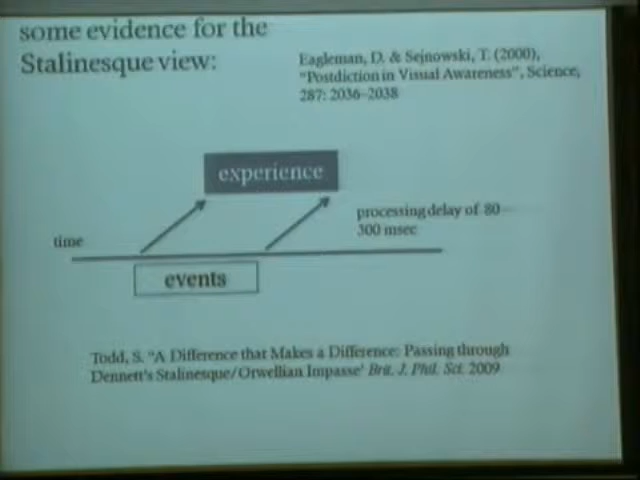 some evidence for the
Stalinesque view:
Eagleman, D. & Sejnowski, T. (2000),
"Postdiction in Visual Awareness", Science,
287: 2036–2038
experience
processing delay of 80 –
300 msec
time
events
Todd, S. "A Difference that Makes a Difference: Passing through
Dennett's Stalinesque/Orwellian Impasse' Brit. J. Phil. Sci. 2009